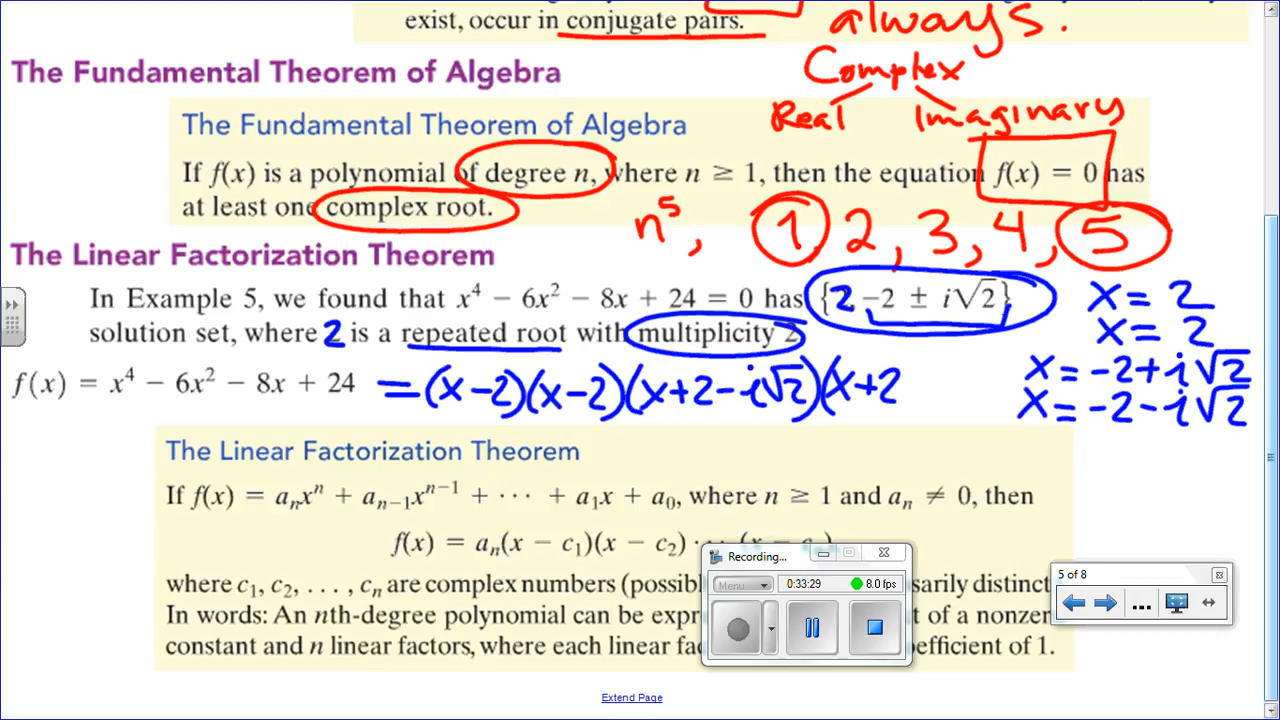 exist, occur in conjugate pairs.
always.
The Fundamental Theorem of Algebra
Complex
Real Imaginary
The Fundamental Theorem of Algebra
If f(x) is a polynomial of degree n, where n ≥ 1, then the equation f(x) = 0 has
at least one complex root.
n⁵, 1 2, 3, 4, 5
The Linear Factorization Theorem
In Example 5, we found that x⁴ − 6x² − 8x + 24 = 0 has {2, −2 ± i√2}
x = 2
solution set, where 2 is a repeated root with multiplicity 2
x = 2
f(x) = x⁴ − 6x² − 8x + 24 = (x−2)(x−2)(x+2−i√2)(x+2
x = −2+i√2
x = −2−i√2
The Linear Factorization Theorem
If f(x) = aₙxⁿ + aₙ₋₁xⁿ⁻¹ + ⋯ + a₁x + a₀, where n ≥ 1 and aₙ ≠ 0, then
f(x) = aₙ(x − c₁)(x − c₂)
Recording...
Menu 0:33:29 8.0 fps
5 of 8
where c₁, c₂, . . . , cₙ are complex numbers (possib sarily distinct
In words: An nth-degree polynomial can be expr t of a nonzer
constant and n linear factors, where each linear fac efficient of 1.
Extend Page